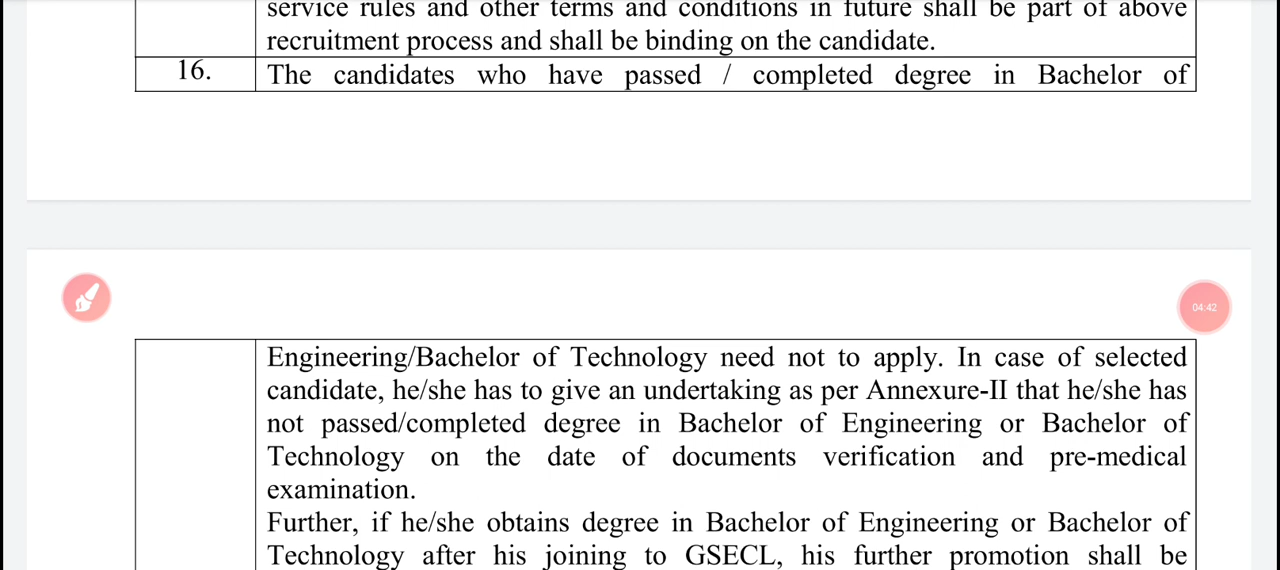 service rules and other terms and conditions in future shall be part of above
recruitment process and shall be binding on the candidate.
16. The candidates who have passed / completed degree in Bachelor of
04:42
Engineering/Bachelor of Technology need not to apply. In case of selected
candidate, he/she has to give an undertaking as per Annexure-II that he/she has
not passed/completed degree in Bachelor of Engineering or Bachelor of
Technology on the date of documents verification and pre-medical
examination.
Further, if he/she obtains degree in Bachelor of Engineering or Bachelor of
Technology after his joining to GSECL, his further promotion shall be